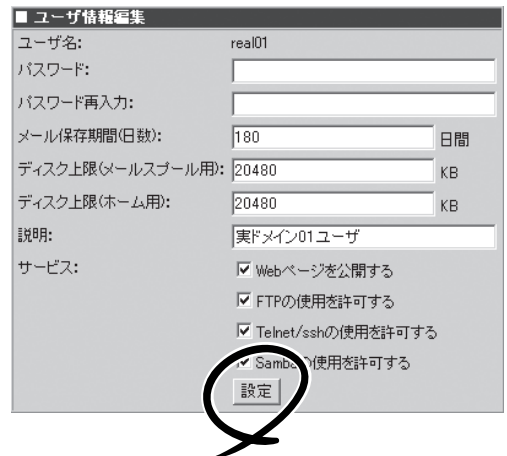 ■ ユーザ情報編集
ユーザ名: real01
パスワード:
パスワード再入力:
メール保存期間(日数): 180 日間
ディスク上限(メールスプール用): 20480 KB
ディスク上限(ホーム用): 20480 KB
説明: 実ドメイン01ユーザ
サービス: Webページを公開する
FTPの使用を許可する
Telnet/sshの使用を許可する
Sambaの使用を許可する
設定